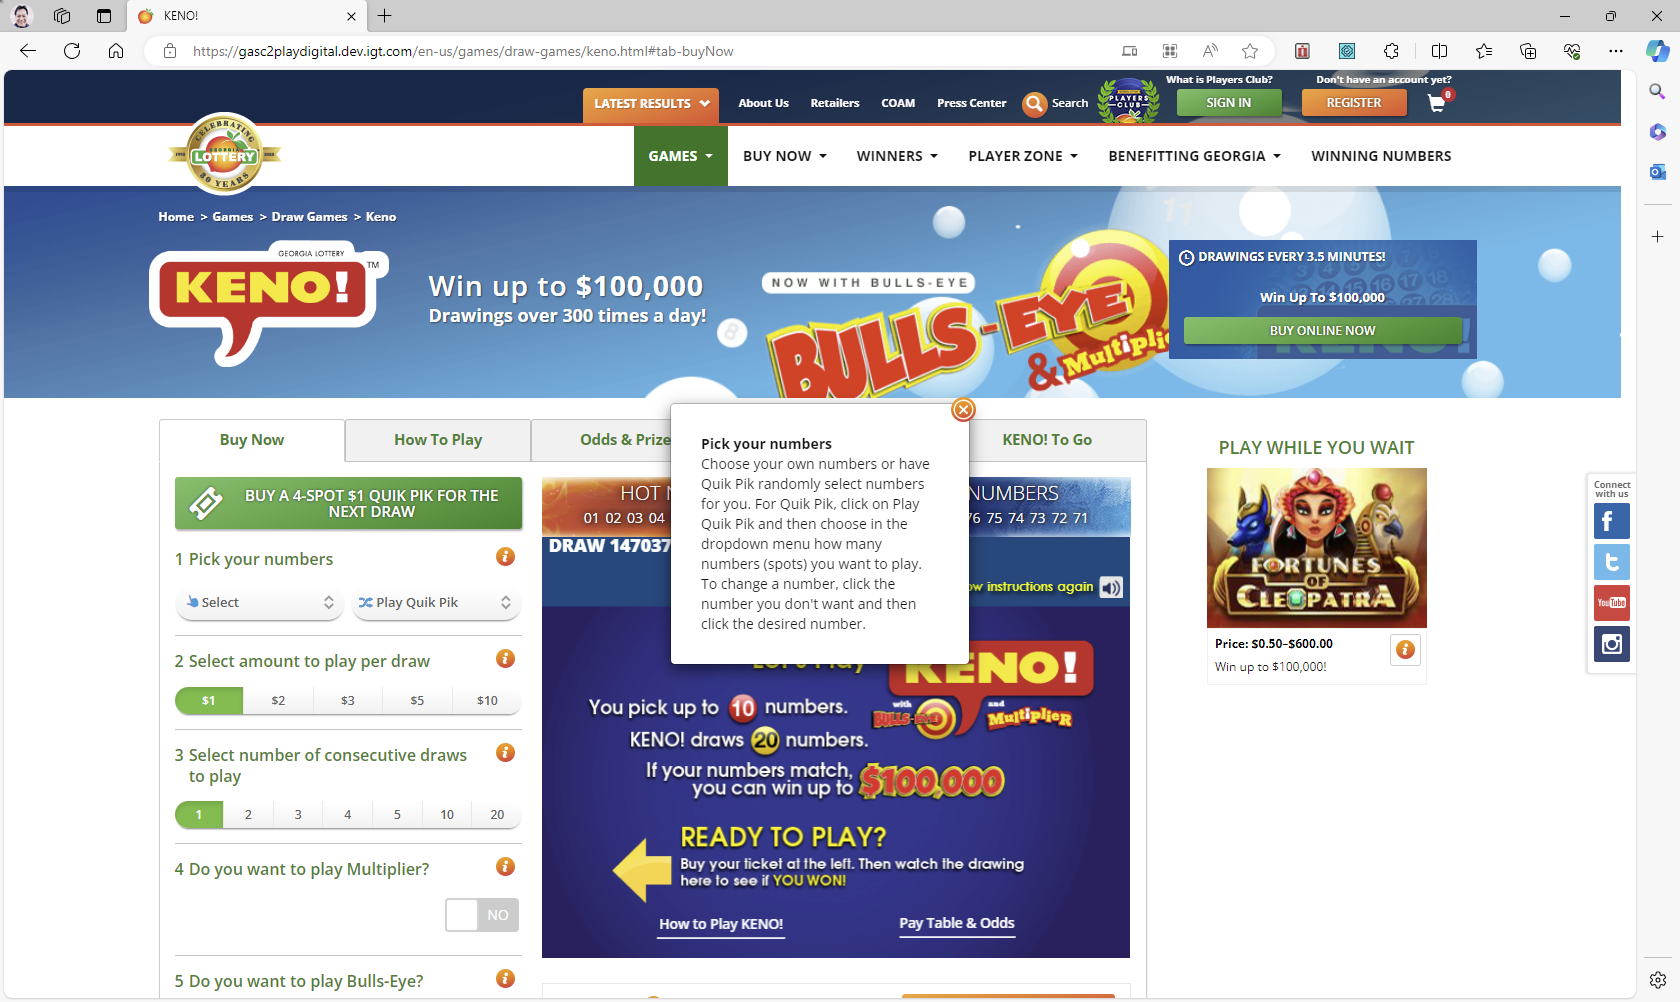 KENO!
https://gasc2playdigital.dev.igt.com/en-us/games/draw-games/keno.html#tab-buyNow
What is Players Club?
Don't have an account yet?
LATEST RESULTS
About Us
Retailers
COAM
Press Center
Search
PLAYERS CLUB
SIGN IN
REGISTER
0
CELEBRATING
GEORGIA
LOTTERY
30 YEARS
GAMES
BUY NOW
WINNERS
PLAYER ZONE
BENEFITTING GEORGIA
WINNING NUMBERS
Home > Games > Draw Games > Keno
11
GEORGIA LOTTERY
TM
KENO!
Win up to $100,000
Drawings over 300 times a day!
8
NOW WITH BULLS-EYE
BULLS-EYE
& Multiplie
DRAWINGS EVERY 3.5 MINUTES!
Win Up To $100,000
BUY ONLINE NOW
Buy Now
How To Play
Odds & Prize
KENO! To Go
BUY A 4-SPOT $1 QUIK PIK FOR THE
NEXT DRAW
1 Pick your numbers
Select
Play Quik Pik
2 Select amount to play per draw
$1
$2
$3
$5
$10
3 Select number of consecutive draws
to play
1
2
3
4
5
10
20
4 Do you want to play Multiplier?
NO
5 Do you want to play Bulls-Eye?
HOT
NUMBERS
01 02 03 04
76 75 74 73 72 71
DRAW 147037
ow instructions again
Pick your numbers
Choose your own numbers or have
Quik Pik randomly select numbers
for you. For Quik Pik, click on Play
Quik Pik and then choose in the
dropdown menu how many
numbers (spots) you want to play.
To change a number, click the
number you don't want and then
click the desired number.
Let's Play
KENO!
with
BULLS-EYE
and
Multiplier
You pick up to 10 numbers.
KENO! draws 20 numbers.
If your numbers match,
you can win up to $100,000
READY TO PLAY?
Buy your ticket at the left. Then watch the drawing
here to see if YOU WON!
How to Play KENO!
Pay Table & Odds
PLAY WHILE YOU WAIT
FORTUNES
OF
CLEOPATRA
Price: $0.50–$600.00
Win up to $100,000!
Connect
with us
YouTube